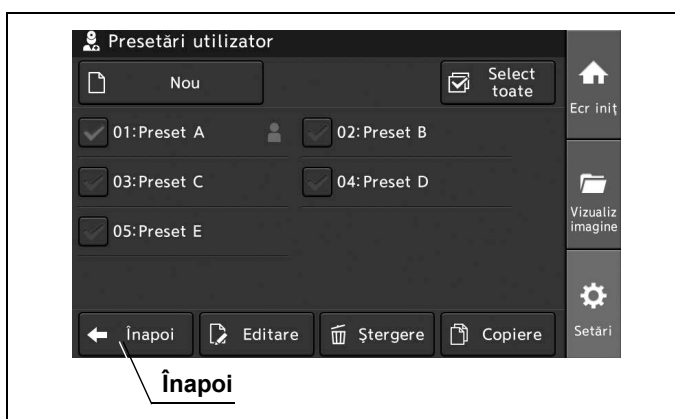 Presetări utilizator
Nou
Select
toate
01:Preset A
02:Preset B
03:Preset C
04:Preset D
05:Preset E
Înapoi
Editare
Ștergere
Copiere
Ecr iniț
Vizualiz
imagine
Setări
Înapoi